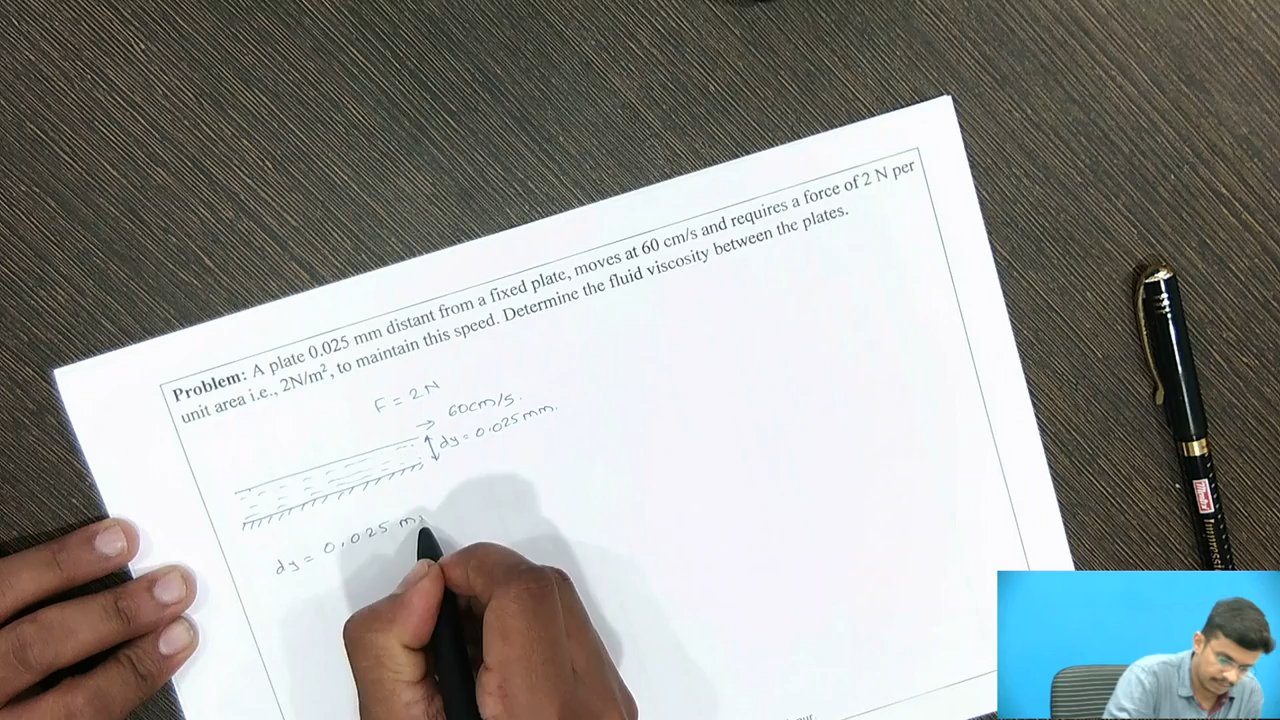 Problem: A plate 0.025 mm distant from a fixed plate, moves at 60 cm/s and requires a force of 2 N per
unit area i.e., 2N/m², to maintain this speed. Determine the fluid viscosity between the plates.
F = 2N
60cm/s.
dy = 0.025mm.
dy = 0.025 m